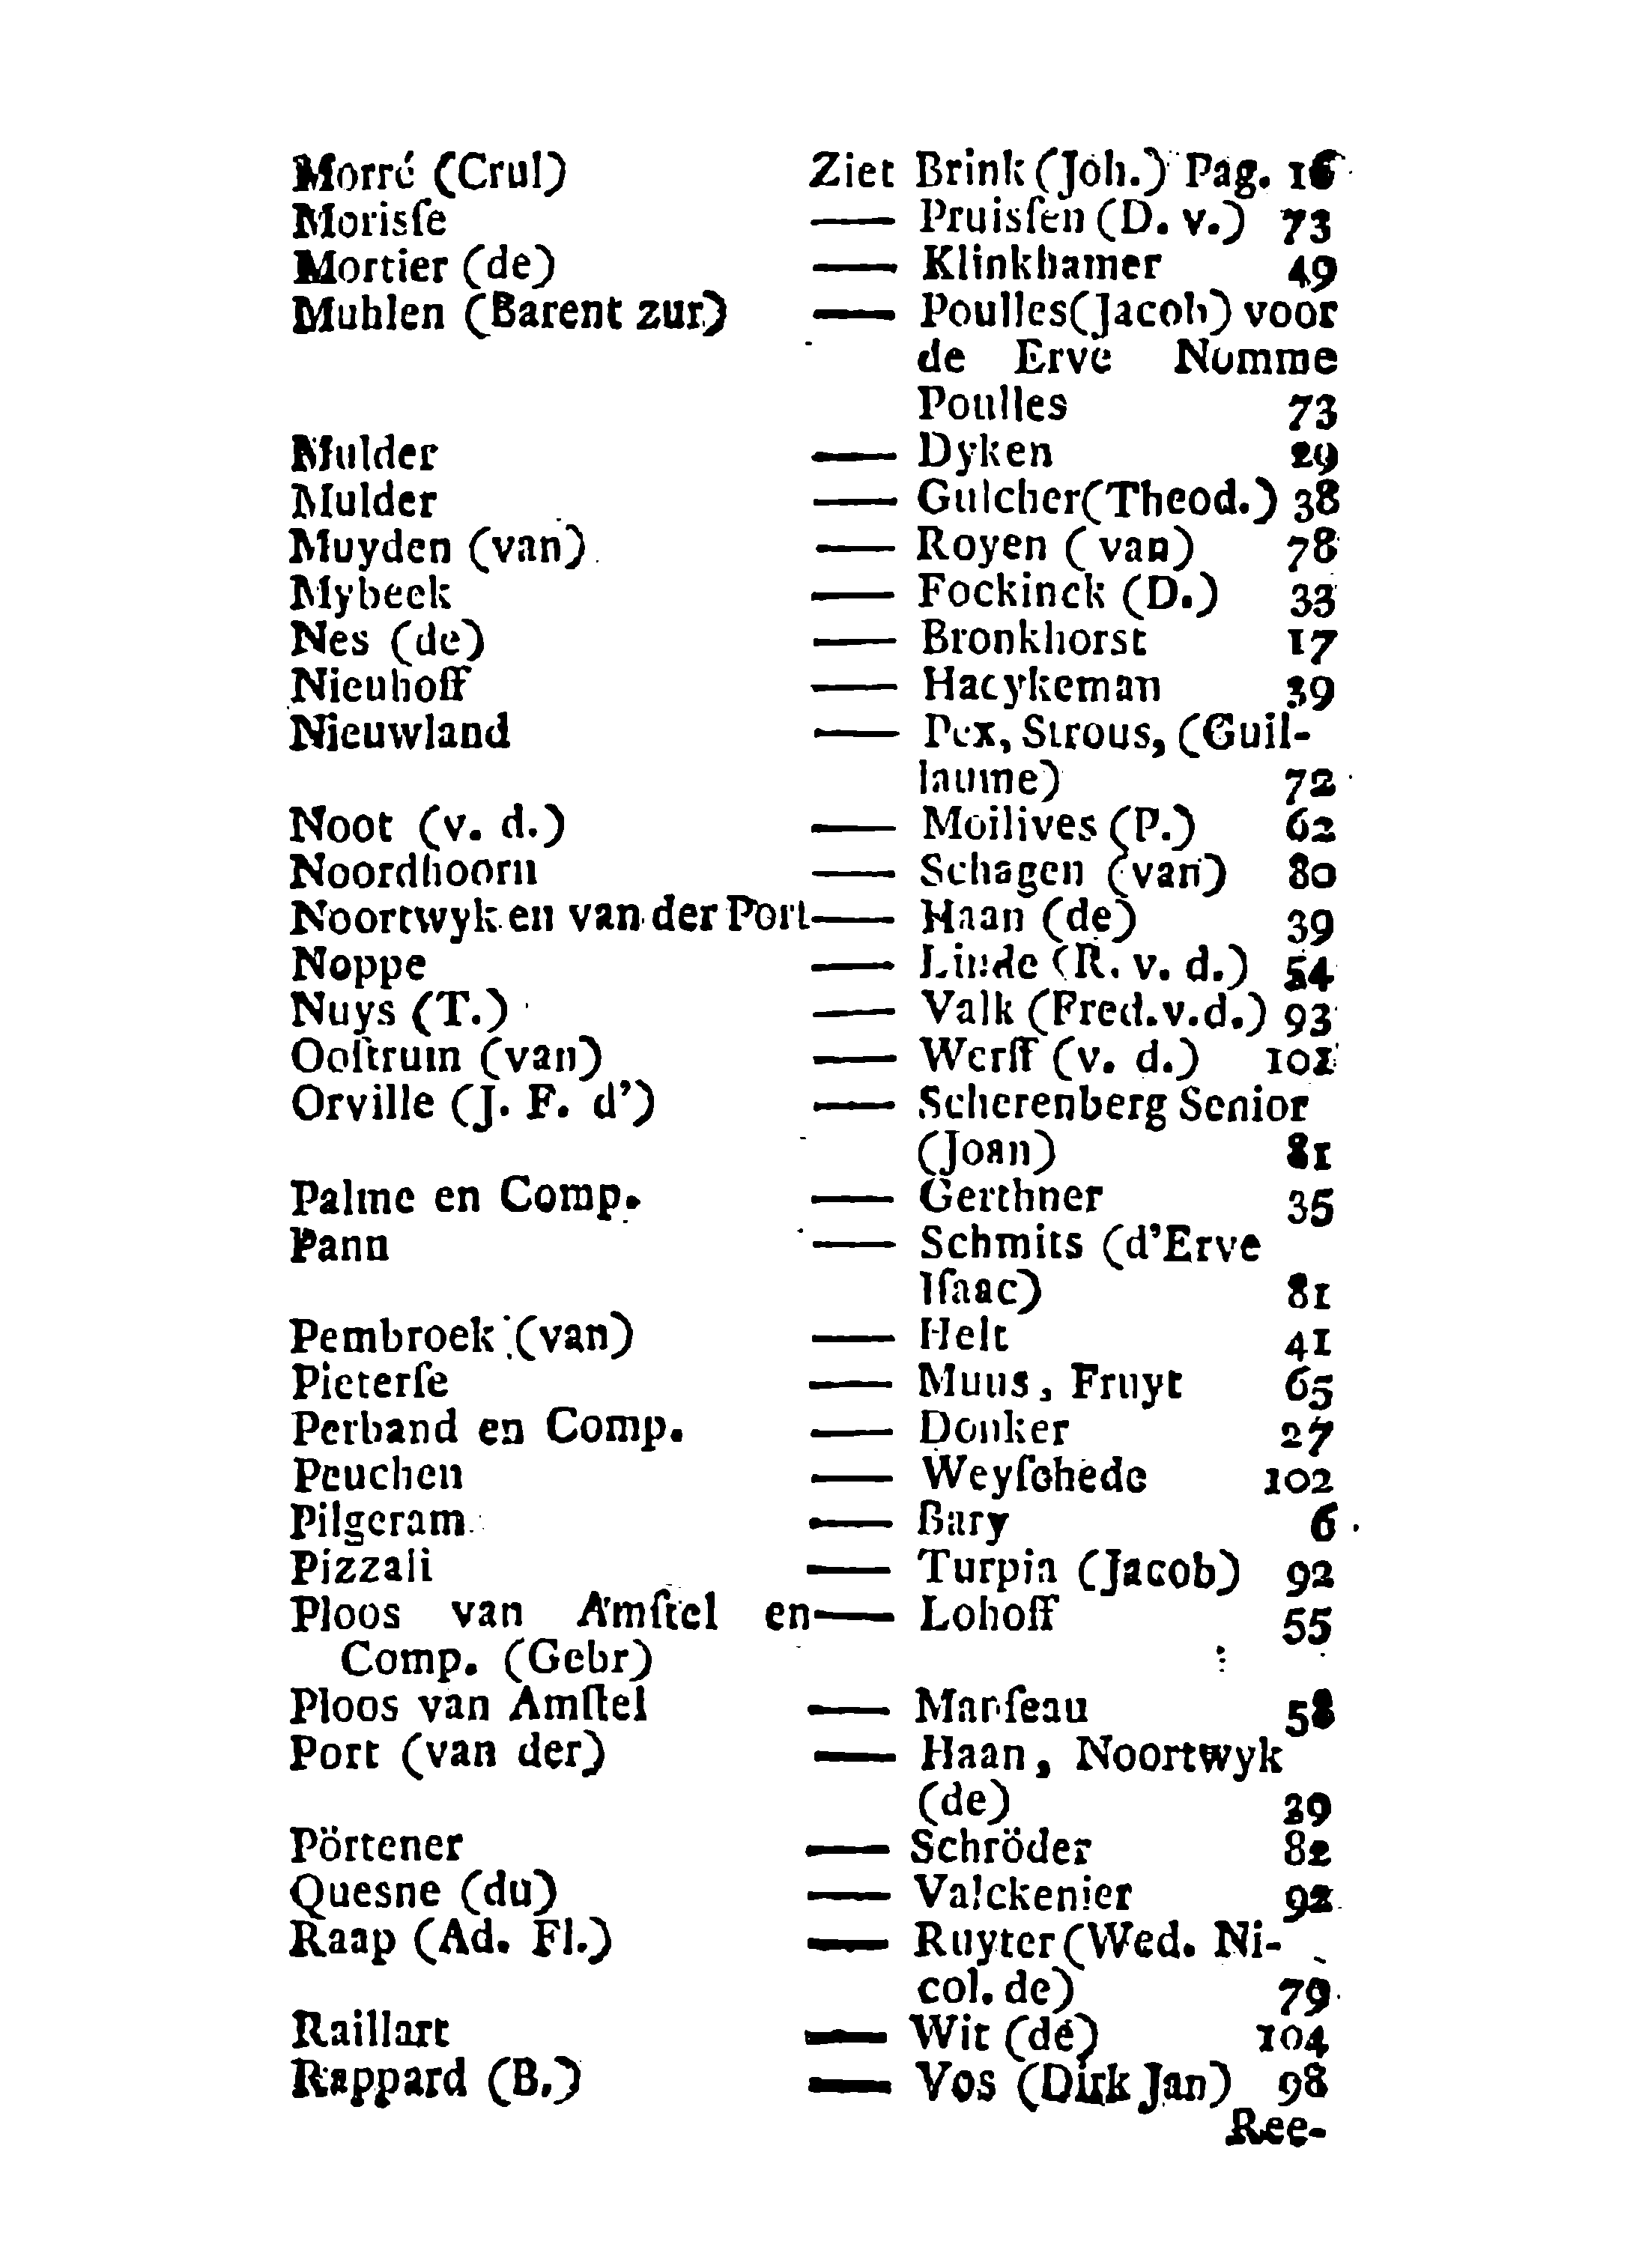 Morré (Crul) Ziet Brink (Joh.) Pag. 16
Morisſe —— Pruisſen (D. v.) 73
Mortier (de) —— Klinkhamer 49
Muhlen (Barent zur) —— Poulles (Jacob) voor
de Erve Nomme
Poulles 73
Mulder —— Dyken 29
Mulder —— Gulcher (Theod.) 38
Muyden (van) —— Royen (van) 78
Mybeek —— Fockinck (D.) 33
Nes (de) —— Bronkhorst 17
Nieuhoff —— Haeykeman 39
Nieuwland —— Pex, Strous, (Guil-
laume) 72
Noot (v. d.) —— Moilives (P.) 62
Noordhoorn —— Schagen (van) 80
Noortwyk en van der Port —— Haan (de) 39
Noppe —— Linde (R. v. d.) 54
Nuys (T.) —— Valk (Fred. v. d.) 93
Ooſtrum (van) —— Werff (v. d.) 101
Orville (J. F. d') —— Scherenberg Senior
(Joan) 81
Palme en Comp. —— Gerthner 35
Pann —— Schmits (d'Erve
Iſaac) 81
Pembroek (van) —— Helt 41
Pieterſe —— Muus, Fruyt 65
Perband en Comp. —— Donker 27
Peuchen —— Weyſchede 102
Pilgeram —— Bary 6
Pizzali —— Turpin (Jacob) 92
Ploos van Amſtel en —— Lohoff 55
Comp. (Gebr)
Ploos van Amſtel —— Marſeau 58
Port (van der) —— Haan, Noortwyk
(de) 39
Pörtener —— Schröder 82
Quesne (du) —— Valckenier 92
Raap (Ad. Fl.) —— Ruyter (Wed. Ni-
col. de) 79
Raillart —— Wit (de) 104
Rappard (B.) —— Vos (Dirk Jan) 98
Ree-